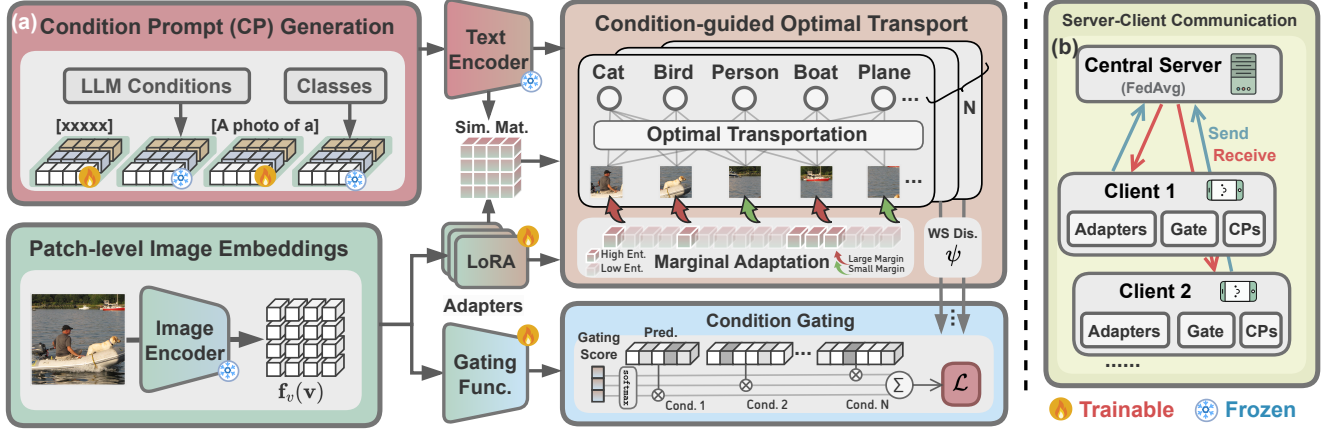 (a)
Condition Prompt (CP) Generation
LLM Conditions
Classes
[xxxxx]
[A photo of a]
Text
Encoder
Sim. Mat.
Patch-level Image Embeddings
Image
Encoder
f_v(v)
LoRA
Adapters
Gating
Func.
Condition-guided Optimal Transport
Cat Bird Person Boat Plane ...
N
Optimal Transportation
...
High Ent.
Low Ent.
Marginal Adaptation
Large Margin
Small Margin
WS Dis.
ψ
Condition Gating
Gating
Score
Pred.
...
softmax
Cond. 1
Cond. 2
Cond. N
Σ
ℒ
Server-Client Communication
(b)
Central Server
(FedAvg)
Send
Receive
Client 1
Adapters Gate CPs
Client 2
Adapters Gate CPs
......
Trainable Frozen